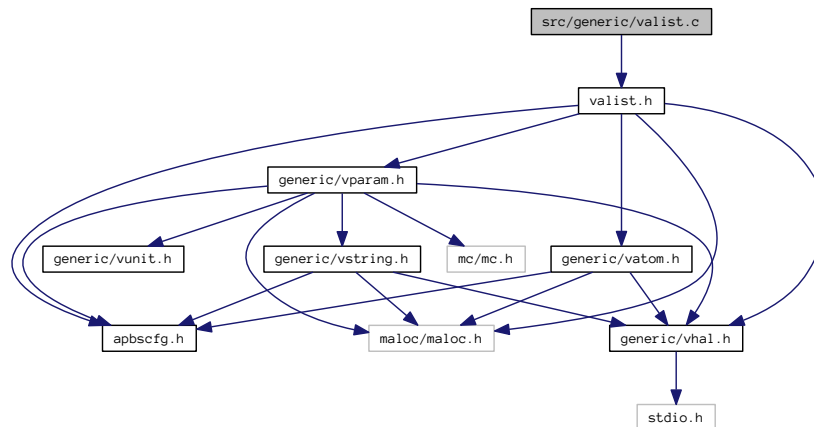 src/generic/valist.c
valist.h
generic/vparam.h
generic/vunit.h
generic/vstring.h
mc/mc.h
generic/vatom.h
apbscfg.h
maloc/maloc.h
generic/vhal.h
stdio.h